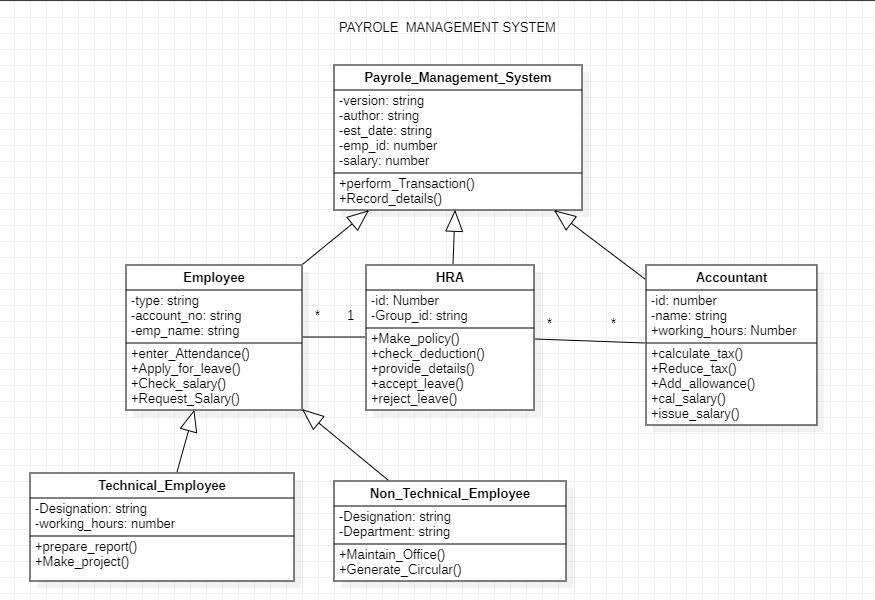 PAYROLE MANAGEMENT SYSTEM
Payrole_Management_System
-version: string
-author: string
-est_date: string
-emp_id: number
-salary: number
+perform_Transaction()
+Record_details()
Employee
-type: string
-account_no: string
-emp_name: string
+enter_Attendance()
+Apply_for_leave()
+Check_salary()
+Request_Salary()
* 1
HRA
-id: Number
-Group_id: string
+Make_policy()
+check_deduction()
+provide_details()
+accept_leave()
+reject_leave()
* *
Accountant
-id: number
-name: string
+working_hours: Number
+calculate_tax()
+Reduce_tax()
+Add_allowance()
+cal_salary()
+issue_salary()
Technical_Employee
-Designation: string
-working_hours: number
+prepare_report()
+Make_project()
Non_Technical_Employee
-Designation: string
-Department: string
+Maintain_Office()
+Generate_Circular()